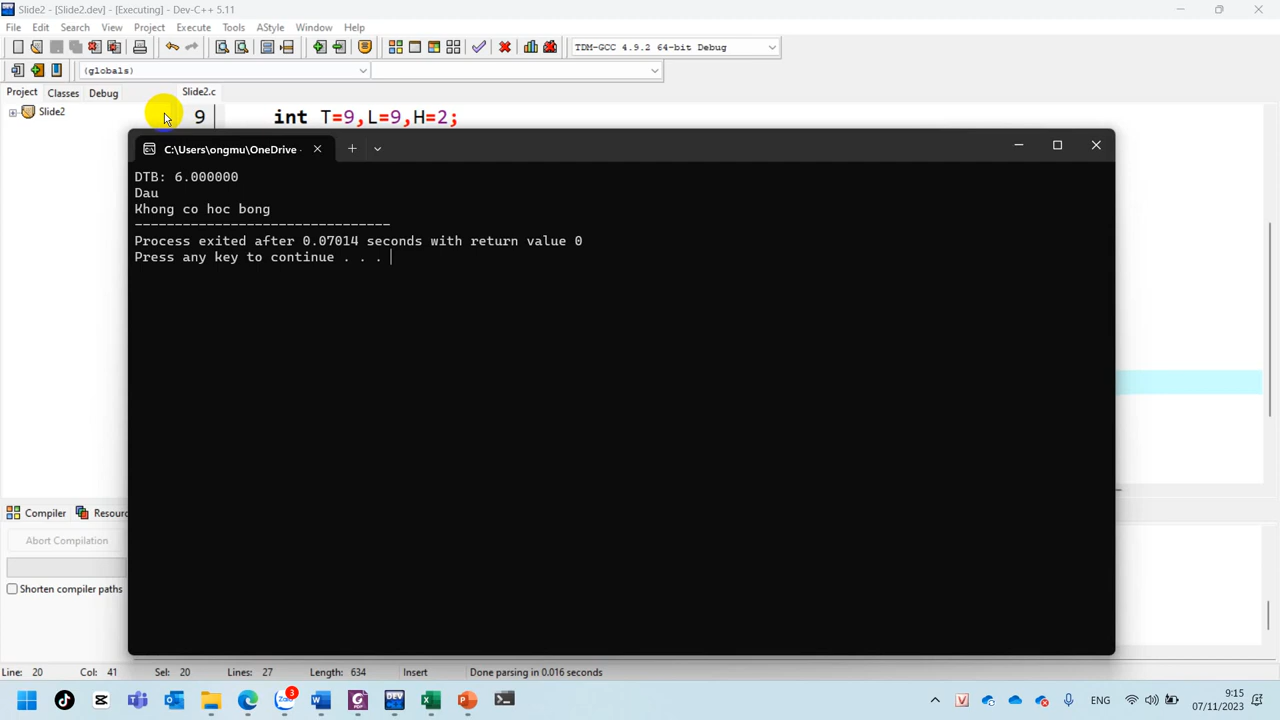 Slide2 - [Slide2.dev] - [Executing] - Dev-C++ 5.11
File Edit Search View Project Execute Tools AStyle Window Help
TDM-GCC 4.9.2 64-bit Debug
(globals)
Project Classes Debug Slide2.c
Slide2
9 int T=9,L=9,H=2;
C:\Users\ongmu\OneDrive -
DTB: 6.000000
Dau
Khong co hoc bong
--------------------------------
Process exited after 0.07014 seconds with return value 0
Press any key to continue . . .
Compiler Resour
Abort Compilation
Shorten compiler paths
Line: 20 Col: 41 Sel: 20 Lines: 27 Length: 634 Insert Done parsing in 0.016 seconds
Zalo 3 DEV ENG 9:15
07/11/2023